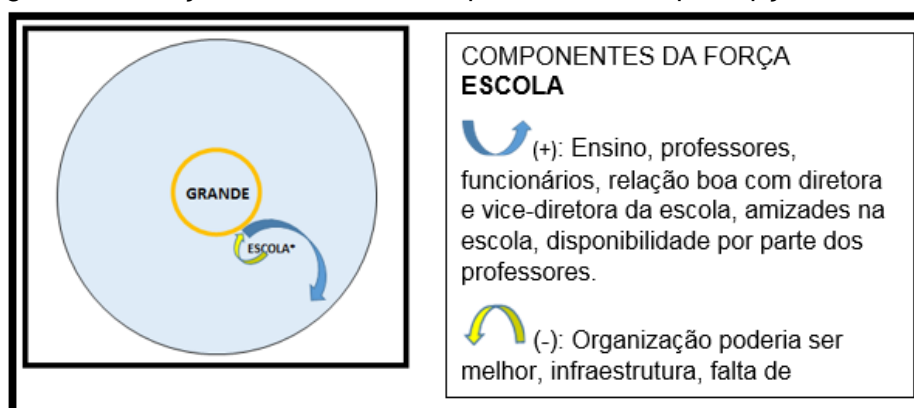 GRANDE
ESCOLA*
COMPONENTES DA FORÇA
ESCOLA
(+): Ensino, professores,
funcionários, relação boa com diretora
e vice-diretora da escola, amizades na
escola, disponibilidade por parte dos
professores.
(-): Organização poderia ser
melhor, infraestrutura, falta de